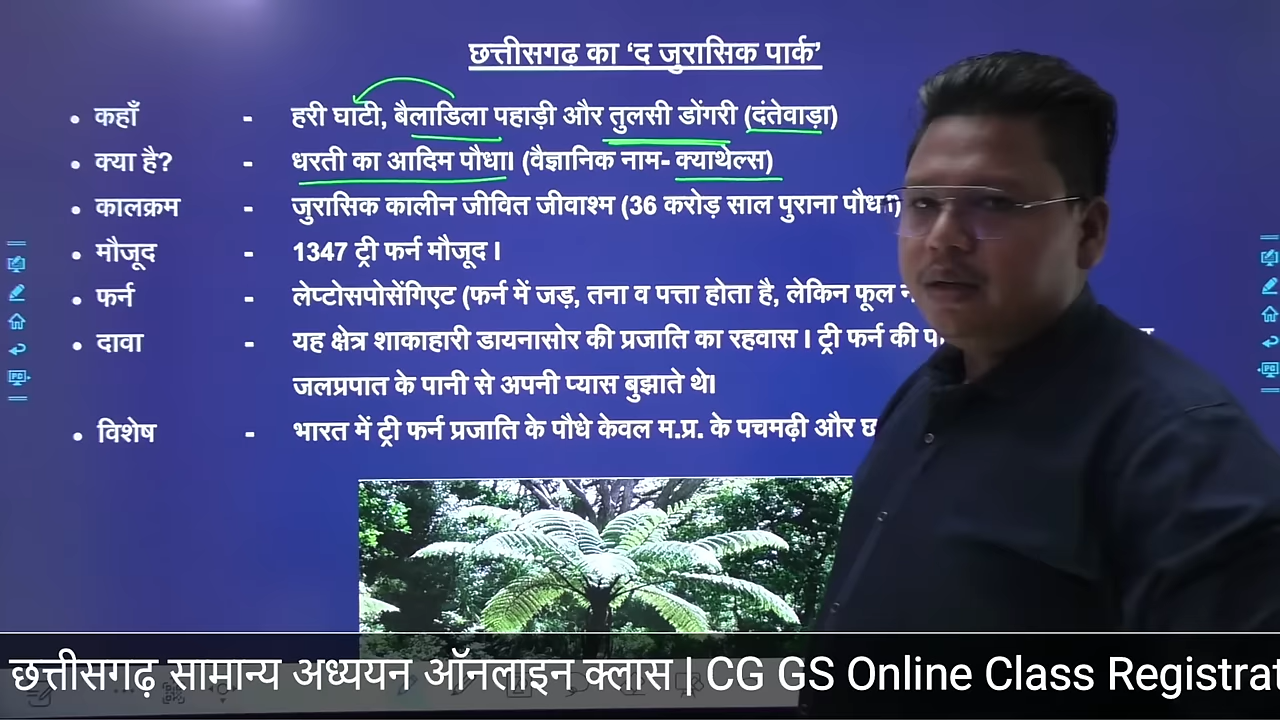 छत्तीसगढ़ का ‘द जुरासिक पार्क’
• कहाँ - हरी घाटी, बैलाडिला पहाड़ी और तुलसी डोंगरी (दंतेवाड़ा)
• क्या है? - धरती का आदिम पौधा। (वैज्ञानिक नाम- क्याथेल्स)
• कालक्रम - जुरासिक कालीन जीवित जीवाश्म (36 करोड़ साल पुराना पौधा)
• मौजूद - 1347 ट्री फर्न मौजूद ।
• फर्न - लेप्टोसपोसेंगिएट (फर्न में जड़, तना व पत्ता होता है, लेकिन फूल
• दावा - यह क्षेत्र शाकाहारी डायनासोर की प्रजाति का रहवास । ट्री फर्न की
जलप्रपात के पानी से अपनी प्यास बुझाते थे।
• विशेष - भारत में ट्री फर्न प्रजाति के पौधे केवल म.प्र. के पचमढ़ी और
छत्तीसगढ़ सामान्य अध्ययन ऑनलाइन क्लास | CG GS Online Class Registrat